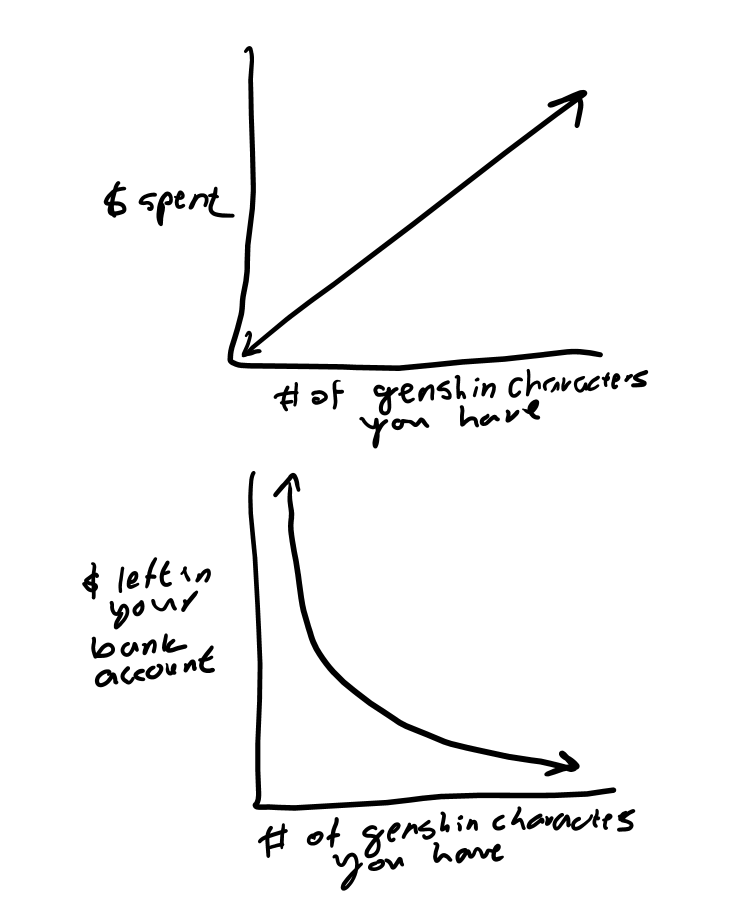 $ spent
# of genshin characters
you have
$ left in
your
bank
account
# of genshin characters
you have